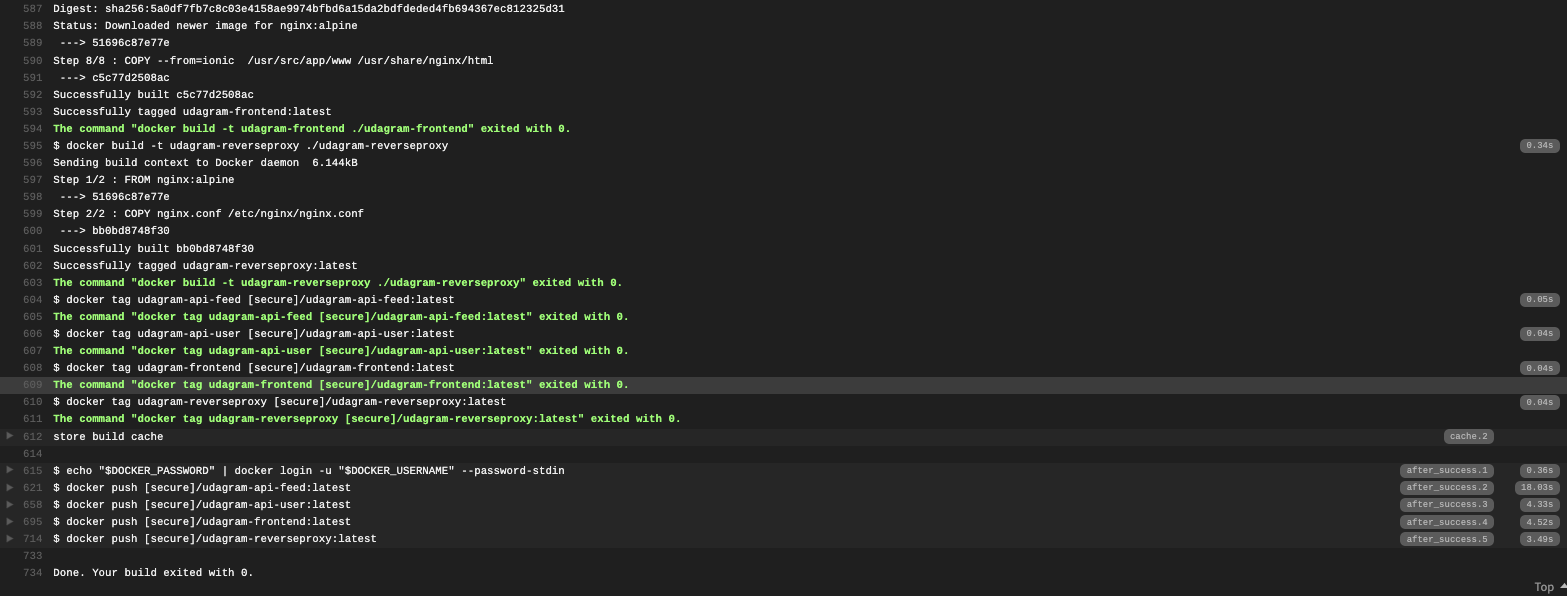 587 Digest: sha256:5a0df7fb7c8c03e4158ae9974bfbd6a15da2bdfdeded4fb694367ec812325d31
588 Status: Downloaded newer image for nginx:alpine
589 ---> 51696c87e77e
590 Step 8/8 : COPY --from=ionic  /usr/src/app/www /usr/share/nginx/html
591 ---> c5c77d2508ac
592 Successfully built c5c77d2508ac
593 Successfully tagged udagram-frontend:latest
594 The command "docker build -t udagram-frontend ./udagram-frontend" exited with 0.
595 $ docker build -t udagram-reverseproxy ./udagram-reverseproxy 0.34s
596 Sending build context to Docker daemon  6.144kB
597 Step 1/2 : FROM nginx:alpine
598 ---> 51696c87e77e
599 Step 2/2 : COPY nginx.conf /etc/nginx/nginx.conf
600 ---> bb0bd8748f30
601 Successfully built bb0bd8748f30
602 Successfully tagged udagram-reverseproxy:latest
603 The command "docker build -t udagram-reverseproxy ./udagram-reverseproxy" exited with 0.
604 $ docker tag udagram-api-feed [secure]/udagram-api-feed:latest 0.05s
605 The command "docker tag udagram-api-feed [secure]/udagram-api-feed:latest" exited with 0.
606 $ docker tag udagram-api-user [secure]/udagram-api-user:latest 0.04s
607 The command "docker tag udagram-api-user [secure]/udagram-api-user:latest" exited with 0.
608 $ docker tag udagram-frontend [secure]/udagram-frontend:latest 0.04s
609 The command "docker tag udagram-frontend [secure]/udagram-frontend:latest" exited with 0.
610 $ docker tag udagram-reverseproxy [secure]/udagram-reverseproxy:latest 0.04s
611 The command "docker tag udagram-reverseproxy [secure]/udagram-reverseproxy:latest" exited with 0.
612 store build cache cache.2
614
615 $ echo "$DOCKER_PASSWORD" | docker login -u "$DOCKER_USERNAME" --password-stdin after_success.1 0.36s
621 $ docker push [secure]/udagram-api-feed:latest after_success.2 18.03s
658 $ docker push [secure]/udagram-api-user:latest after_success.3 4.33s
695 $ docker push [secure]/udagram-frontend:latest after_success.4 4.52s
714 $ docker push [secure]/udagram-reverseproxy:latest after_success.5 3.49s
733
734 Done. Your build exited with 0.
Top